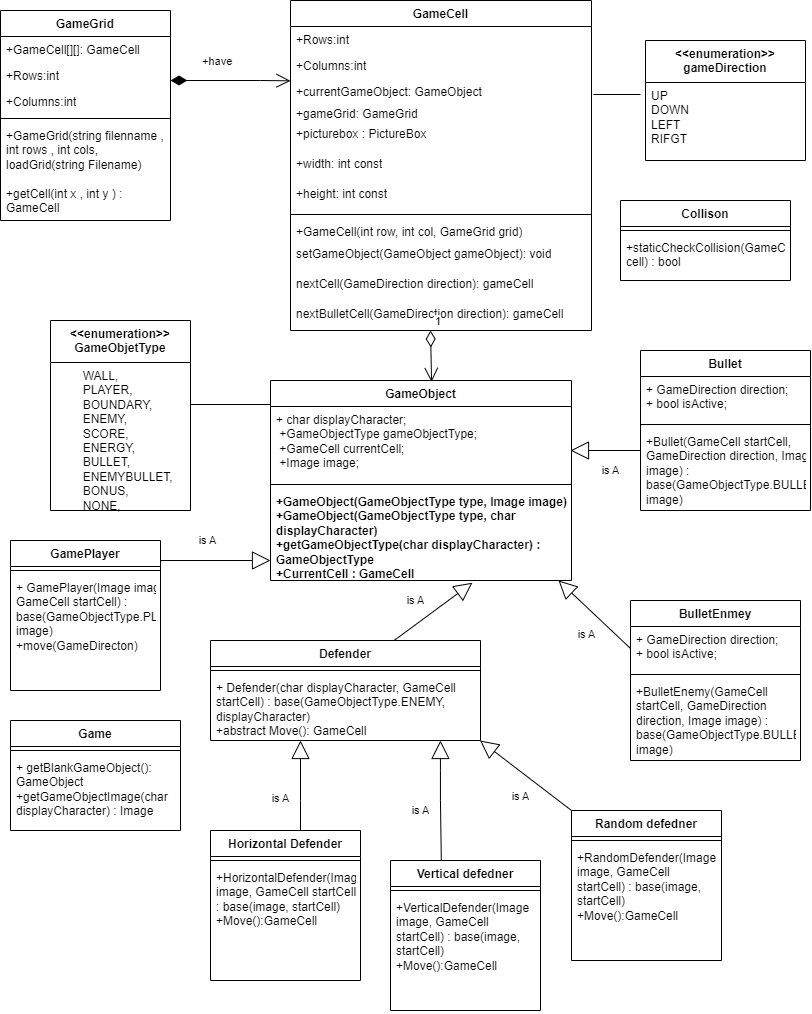 GameGrid
+GameCell[][]: GameCell
+Rows:int
+Columns:int
+GameGrid(string filenname ,
int rows , int cols,
loadGrid(string Filename)
+getCell(int x , int y ) :
GameCell
+have
GameCell
+Rows:int
+Columns:int
+currentGameObject: GameObject
+gameGrid: GameGrid
+picturebox : PictureBox
+width: int const
+height: int const
+GameCell(int row, int col, GameGrid grid)
setGameObject(GameObject gameObject): void
nextCell(GameDirection direction): gameCell
nextBulletCell(GameDirection direction): gameCell
1
<<enumeration>>
gameDirection
UP
DOWN
LEFT
RIFGT
Collison
+staticCheckCollision(GameC
cell) : bool
<<enumeration>>
GameObjetType
WALL,
PLAYER,
BOUNDARY,
ENEMY,
SCORE,
ENERGY,
BULLET,
ENEMYBULLET,
BONUS,
NONE,
GameObject
+ char displayCharacter;
+GameObjectType gameObjectType;
+GameCell currentCell;
+Image image;
+GameObject(GameObjectType type, Image image)
+GameObject(GameObjectType type, char
displayCharacter)
+getGameObjectType(char displayCharacter) :
GameObjectType
+CurrentCell : GameCell
Bullet
+ GameDirection direction;
+ bool isActive;
+Bullet(GameCell startCell,
GameDirection direction, Imag
image) :
base(GameObjectType.BULLE
image)
is A
GamePlayer
+ GamePlayer(Image imag
GameCell startCell) :
base(GameObjectType.PL
image)
+move(GameDirecton)
is A
is A
is A
BulletEnmey
+ GameDirection direction;
+ bool isActive;
+BulletEnemy(GameCell
startCell, GameDirection
direction, Image image) :
base(GameObjectType.BULLE
image)
Defender
+ Defender(char displayCharacter, GameCell
startCell) : base(GameObjectType.ENEMY,
displayCharacter)
+abstract Move(): GameCell
Game
+ getBlankGameObject():
GameObject
+getGameObjectImage(char
displayCharacter) : Image
is A
is A
is A
Horizontal Defender
+HorizontalDefender(Imag
image, GameCell startCell
: base(image, startCell)
+Move():GameCell
Vertical defedner
+VerticalDefender(Image
image, GameCell
startCell) : base(image,
startCell)
+Move():GameCell
Random defedner
+RandomDefender(Image
image, GameCell
startCell) : base(image,
startCell)
+Move():GameCell